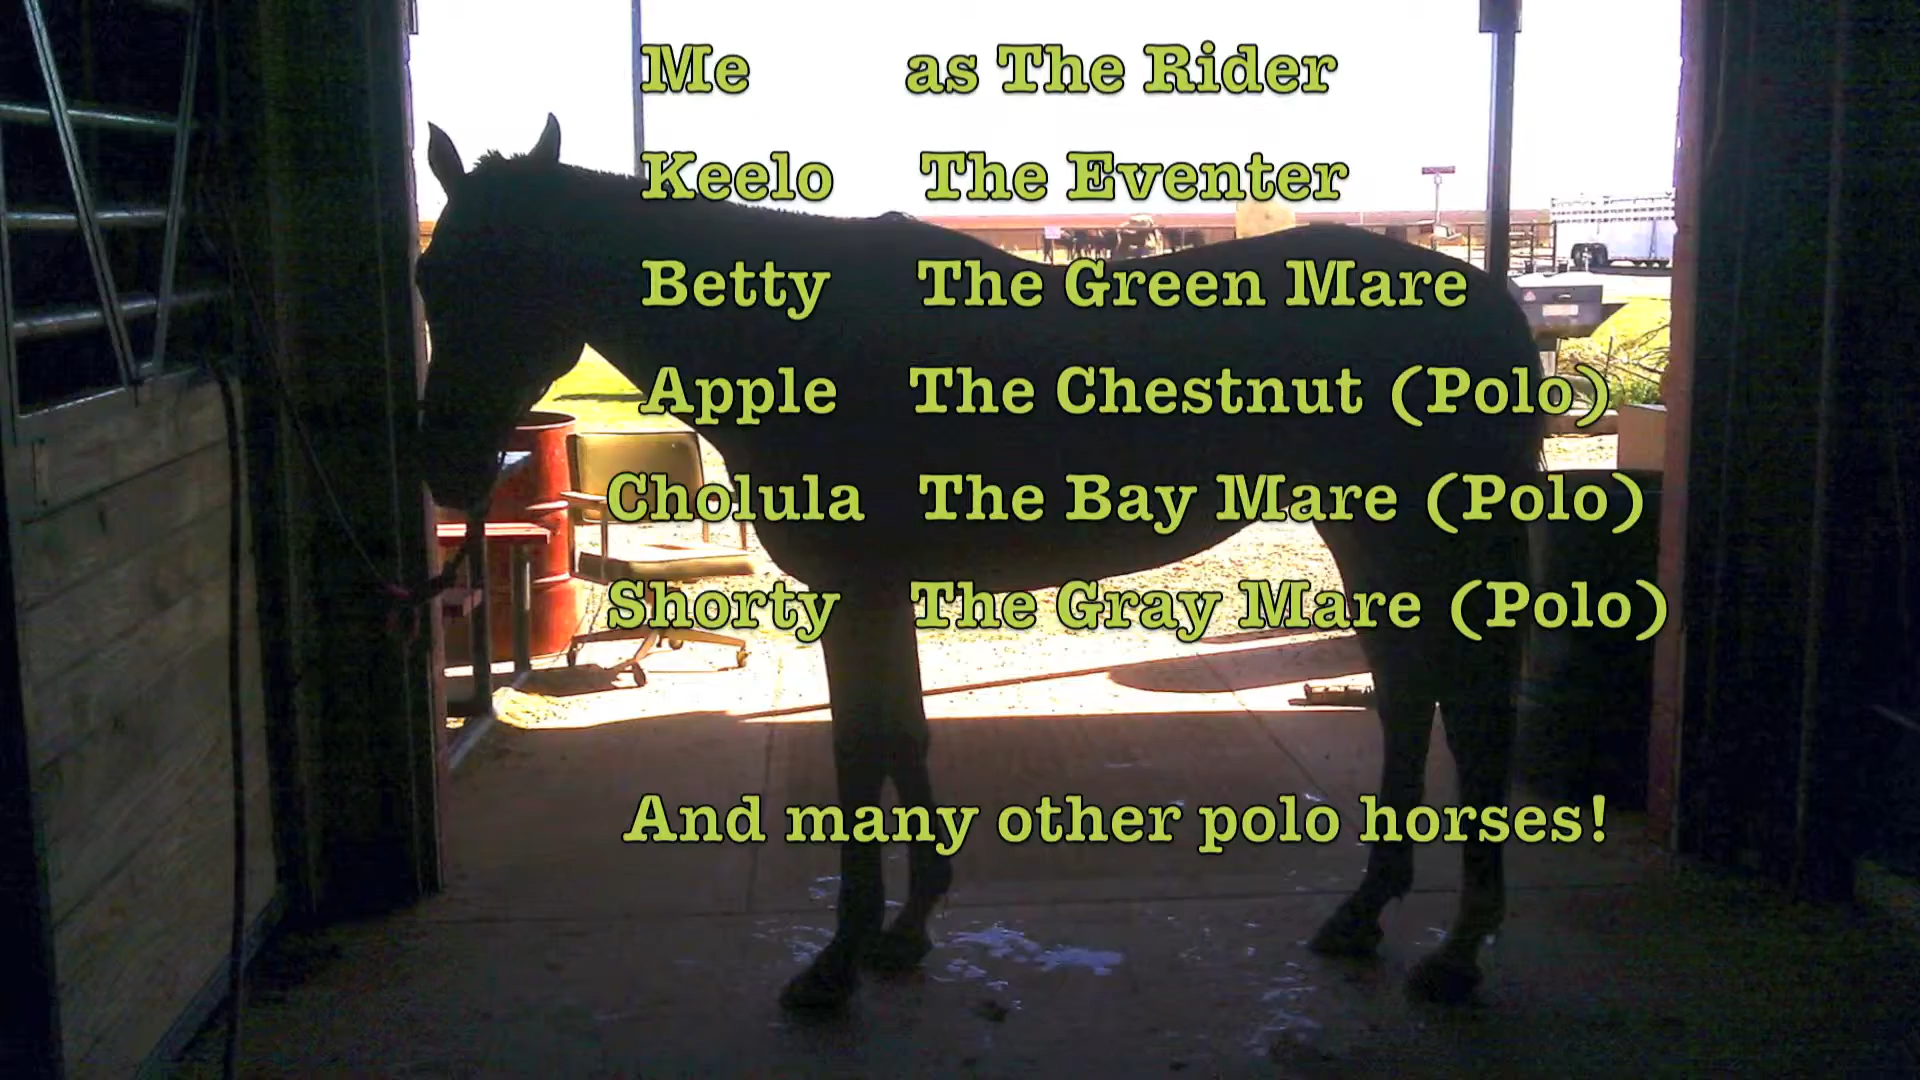 Me as The Rider
Keelo The Eventer
Betty The Green Mare
Apple The Chestnut (Polo)
Cholula The Bay Mare (Polo)
Shorty The Gray Mare (Polo)
And many other polo horses!